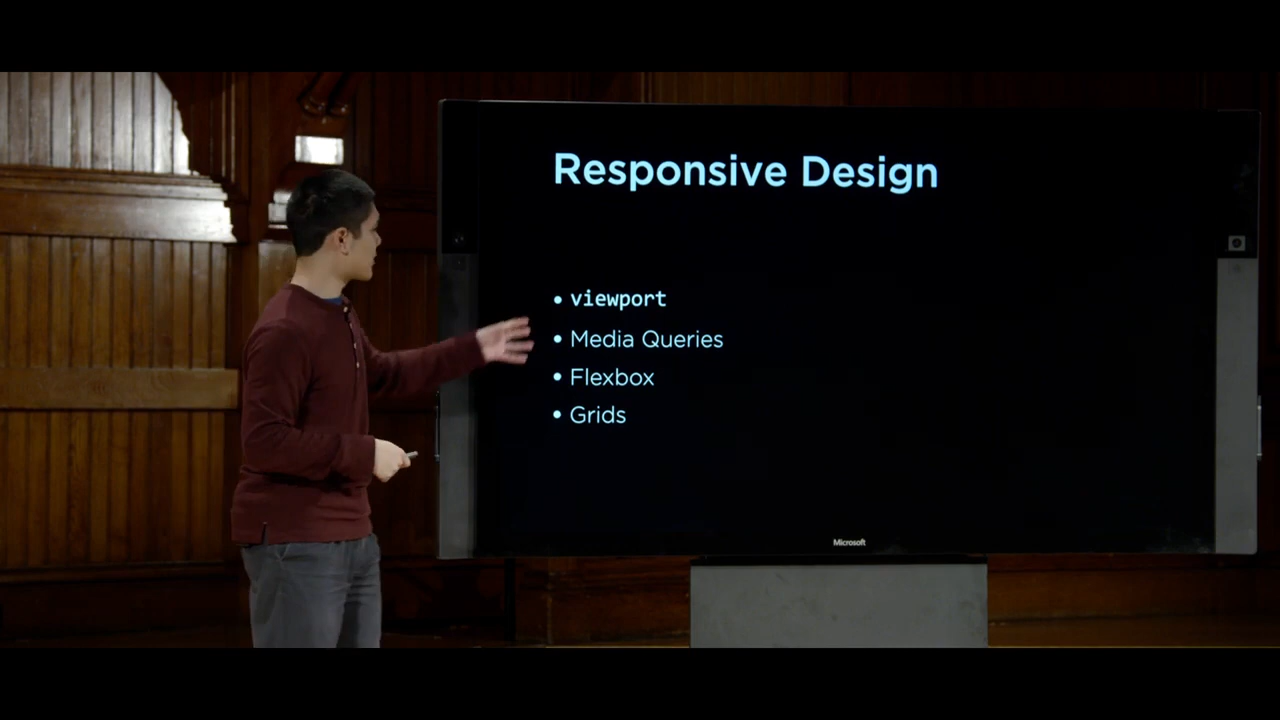 Responsive Design
• viewport
• Media Queries
• Flexbox
• Grids
Microsoft